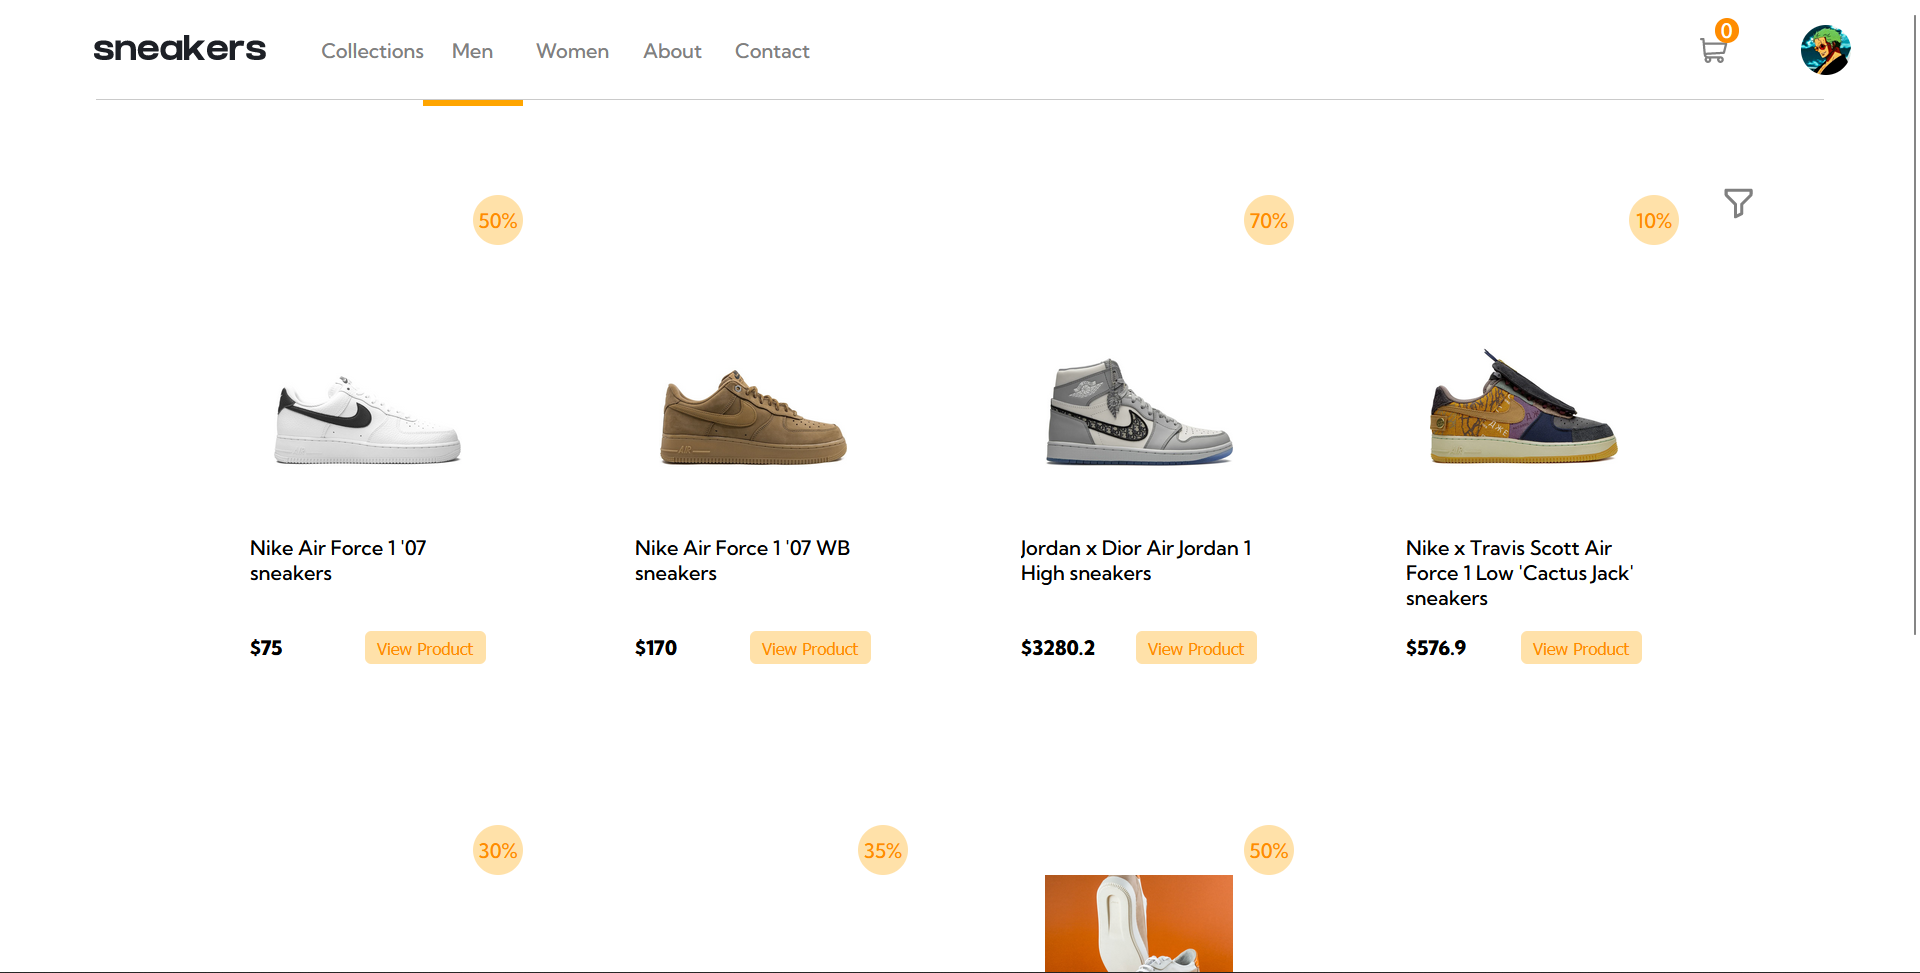 sneakers
Collections Men Women About Contact
0
50%
70%
10%
Nike Air Force 1 '07
sneakers
$75
View Product
Nike Air Force 1 '07 WB
sneakers
$170
View Product
Jordan x Dior Air Jordan 1
High sneakers
$3280.2
View Product
Nike x Travis Scott Air
Force 1 Low 'Cactus Jack'
sneakers
$576.9
View Product
30%
35%
50%